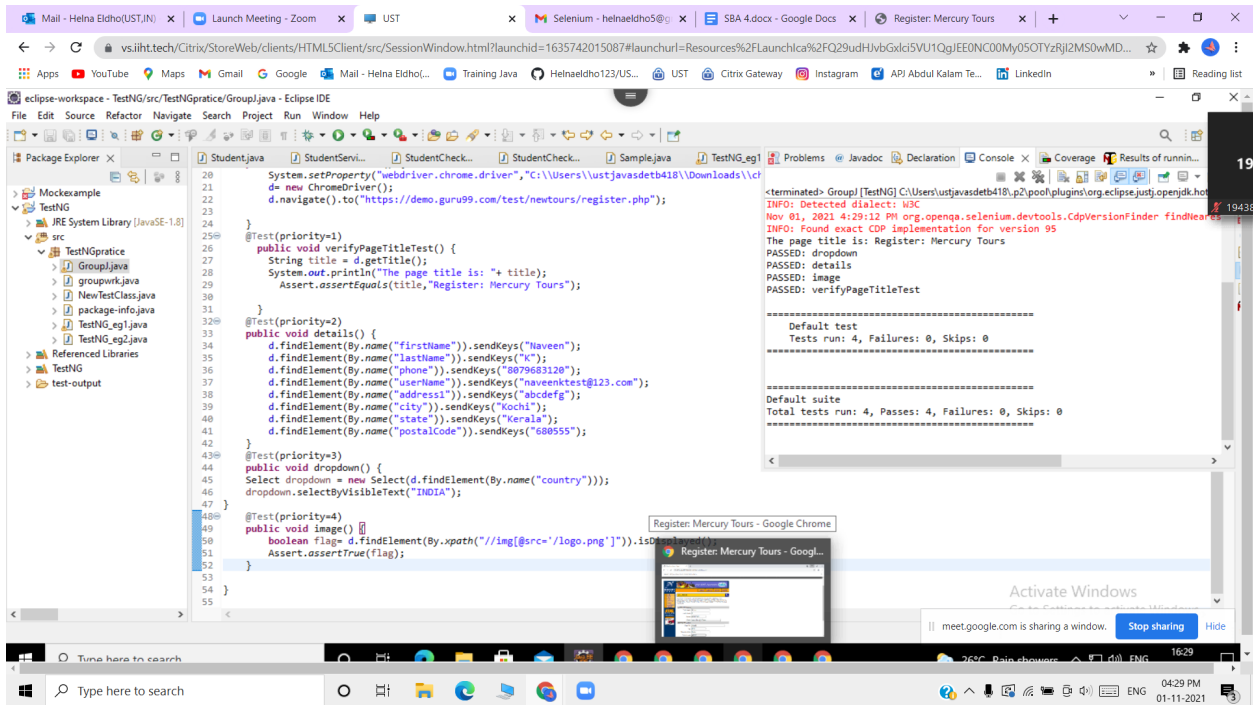 Mail - Helna Eldho(UST,IN)
Launch Meeting - Zoom
UST
Selenium - helnaeldho5@g
SBA 4.docx - Google Docs
Register: Mercury Tours
vs.iiht.tech/Citrix/StoreWeb/clients/HTML5Client/src/SessionWindow.html?launchid=1635742015087#launchurl=Resources%2FLaunchIca%2FQ29udHJvbGxlci5VU1QgJEE0NC00My05OTYzRjI2MS0wMD...
Apps YouTube Maps Gmail Google Mail - Helna Eldho(... Training Java Helnaeldho123/US... UST Citrix Gateway Instagram APJ Abdul Kalam Te... LinkedIn » Reading list
eclipse-workspace - TestNG/src/TestNGpratice/GroupJ.java - Eclipse IDE
File Edit Source Refactor Navigate Search Project Run Window Help
Package Explorer
Mockexample
TestNG
JRE System Library [JavaSE-1.8]
src
TestNGpratice
GroupJ.java
groupwrk.java
NewTestClass.java
package-info.java
TestNG_eg1.java
TestNG_eg2.java
Referenced Libraries
TestNG
test-output
Student.java StudentServi... StudentCheck... StudentCheck... Sample.java TestNG_eg1
20 System.setProperty("webdriver.chrome.driver","C:\\Users\\ustjavasdetb418\\Downloads\\ch
21 d= new ChromeDriver();
22 d.navigate().to("https://demo.guru99.com/test/newtours/register.php");
23
24 }
25 @Test(priority=1)
26 public void verifyPageTitleTest() {
27 String title = d.getTitle();
28 System.out.println("The page title is: "+ title);
29 Assert.assertEquals(title,"Register: Mercury Tours");
30
31 }
32 @Test(priority=2)
33 public void details() {
34 d.findElement(By.name("firstName")).sendKeys("Naveen");
35 d.findElement(By.name("lastName")).sendKeys("K");
36 d.findElement(By.name("phone")).sendKeys("8079683120");
37 d.findElement(By.name("userName")).sendKeys("naveenktest@123.com");
38 d.findElement(By.name("address1")).sendKeys("abcdefg");
39 d.findElement(By.name("city")).sendKeys("Kochi");
40 d.findElement(By.name("state")).sendKeys("Kerala");
41 d.findElement(By.name("postalCode")).sendKeys("680555");
42 }
43 @Test(priority=3)
44 public void dropdown() {
45 Select dropdown = new Select(d.findElement(By.name("country")));
46 dropdown.selectByVisibleText("INDIA");
47 }
48 @Test(priority=4)
49 public void image() {
50 boolean flag= d.findElement(By.xpath("//img[@src='/logo.png']")).isDisplayed();
51 Assert.assertTrue(flag);
52 }
53
54 }
55
Problems Javadoc Declaration Console Coverage Results of runnin...
<terminated> GroupJ [TestNG] C:\Users\ustjavasdetb418\.p2\pool\plugins\org.eclipse.justj.openjdk.hot
INFO: Detected dialect: W3C
Nov 01, 2021 4:29:12 PM org.openqa.selenium.devtools.CdpVersionFinder findNeares
INFO: Found exact CDP implementation for version 95
The page title is: Register: Mercury Tours
PASSED: dropdown
PASSED: details
PASSED: image
PASSED: verifyPageTitleTest
===============================================
Default test
Tests run: 4, Failures: 0, Skips: 0
===============================================
===============================================
Default suite
Total tests run: 4, Passes: 4, Failures: 0, Skips: 0
===============================================
19
19438
Register: Mercury Tours - Google Chrome
Register: Mercury Tours - Googl...
Activate Windows
meet.google.com is sharing a window. Stop sharing Hide
Type here to search
26°C Rain showers ENG 16:29
Type here to search
ENG 04:29 PM
01-11-2021
3